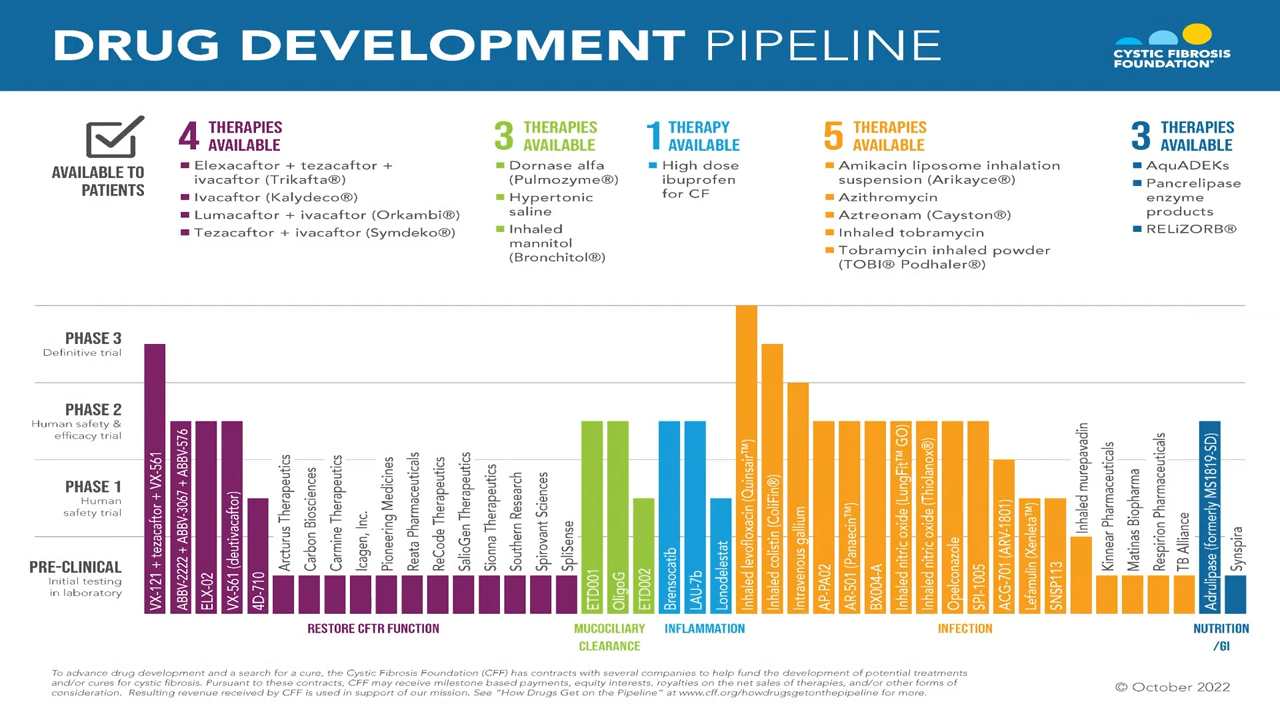 DRUG DEVELOPMENT PIPELINE
CYSTIC FIBROSIS
FOUNDATION®
AVAILABLE TO
PATIENTS
4 THERAPIES
AVAILABLE
Elexacaftor + tezacaftor +
ivacaftor (Trikafta®)
Ivacaftor (Kalydeco®)
Lumacaftor + ivacaftor (Orkambi®)
Tezacaftor + ivacaftor (Symdeko®)
3 THERAPIES
AVAILABLE
Dornase alfa
(Pulmozyme®)
Hypertonic
saline
Inhaled
mannitol
(Bronchitol®)
1 THERAPY
AVAILABLE
High dose
ibuprofen
for CF
5 THERAPIES
AVAILABLE
Amikacin liposome inhalation
suspension (Arikayce®)
Azithromycin
Aztreonam (Cayston®)
Inhaled tobramycin
Tobramycin inhaled powder
(TOBI® Podhaler®)
3 THERAPIES
AVAILABLE
AquADEKs
Pancrelipase
enzyme
products
RELiZORB®
PHASE 3
Definitive trial
PHASE 2
Human safety &
efficacy trial
PHASE 1
Human
safety trial
PRE-CLINICAL
Initial testing
in laboratory
VX-121 + tezacaftor + VX-561
ABBV-2222 + ABBV-3067 + ABBV-576
ELX-02
VX-561 (deutivacaftor)
4D-710
Arcturus Therapeutics
Carbon Biosciences
Carmine Therapeutics
Icagen, Inc.
Pioneering Medicines
Reata Pharmaceuticals
ReCode Therapeutics
SalioGen Therapeutics
Sionna Therapeutics
Southern Research
Spirovant Sciences
SpliSense
ETD001
OligoG
ETD002
Brensocatib
LAU-7b
Lonodelestat
Inhaled levofloxacin (Quinsair™)
Inhaled colistin (ColiFin®)
Intravenous gallium
AP-PA02
AR-501 (Panaecin™)
BX004-A
Inhaled nitric oxide (LungFit™ GO)
Inhaled nitric oxide (Thiolanox®)
Opelconazole
SPI-1005
ACG-701 (ARV-1801)
Lefamulin (Xenleta™)
SNSP113
Inhaled murepavadin
Kinnear Pharmaceuticals
Matinas Biopharma
Respirion Pharmaceuticals
TB Alliance
Adrulipase (formerly MS1819-SD)
Synspira
RESTORE CFTR FUNCTION
MUCOCILIARY
CLEARANCE
INFLAMMATION
INFECTION
NUTRITION
/GI
To advance drug development and a search for a cure, the Cystic Fibrosis Foundation (CFF) has contracts with several companies to help fund the development of potential treatments
and/or cures for cystic fibrosis. Pursuant to these contracts, CFF may receive milestone based payments, equity interests, royalties on the net sales of therapies, and/or other forms of
consideration. Resulting revenue received by CFF is used in support of our mission. See “How Drugs Get on the Pipeline” at www.cff.org/howdrugsgetonthepipeline for more.
© October 2022